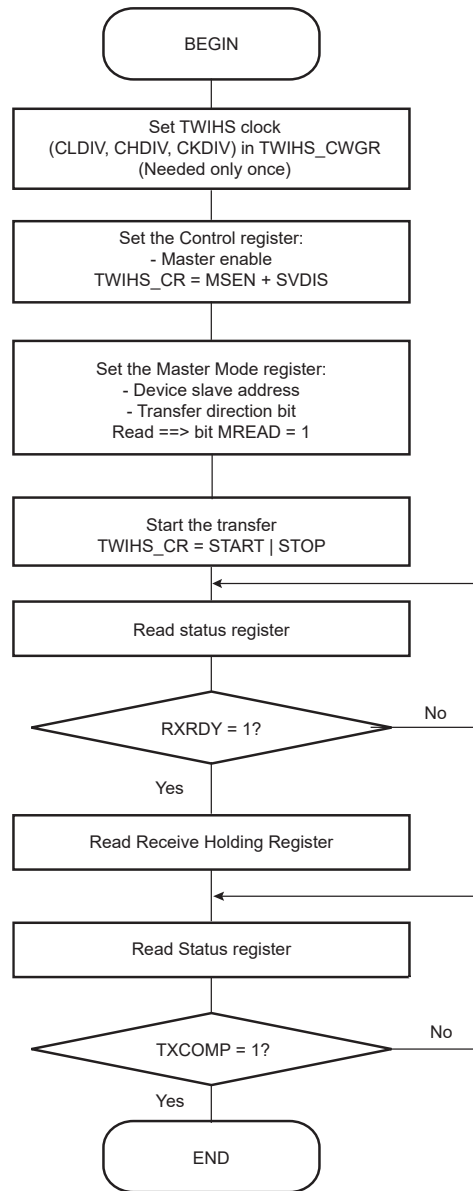 BEGIN
Set TWIHS clock
(CLDIV, CHDIV, CKDIV) in TWIHS_CWGR
(Needed only once)
Set the Control register:
- Master enable
TWIHS_CR = MSEN + SVDIS
Set the Master Mode register:
- Device slave address
- Transfer direction bit
Read ==> bit MREAD = 1
Start the transfer
TWIHS_CR = START | STOP
Read status register
RXRDY = 1?
No
Yes
Read Receive Holding Register
Read Status register
TXCOMP = 1?
No
Yes
END